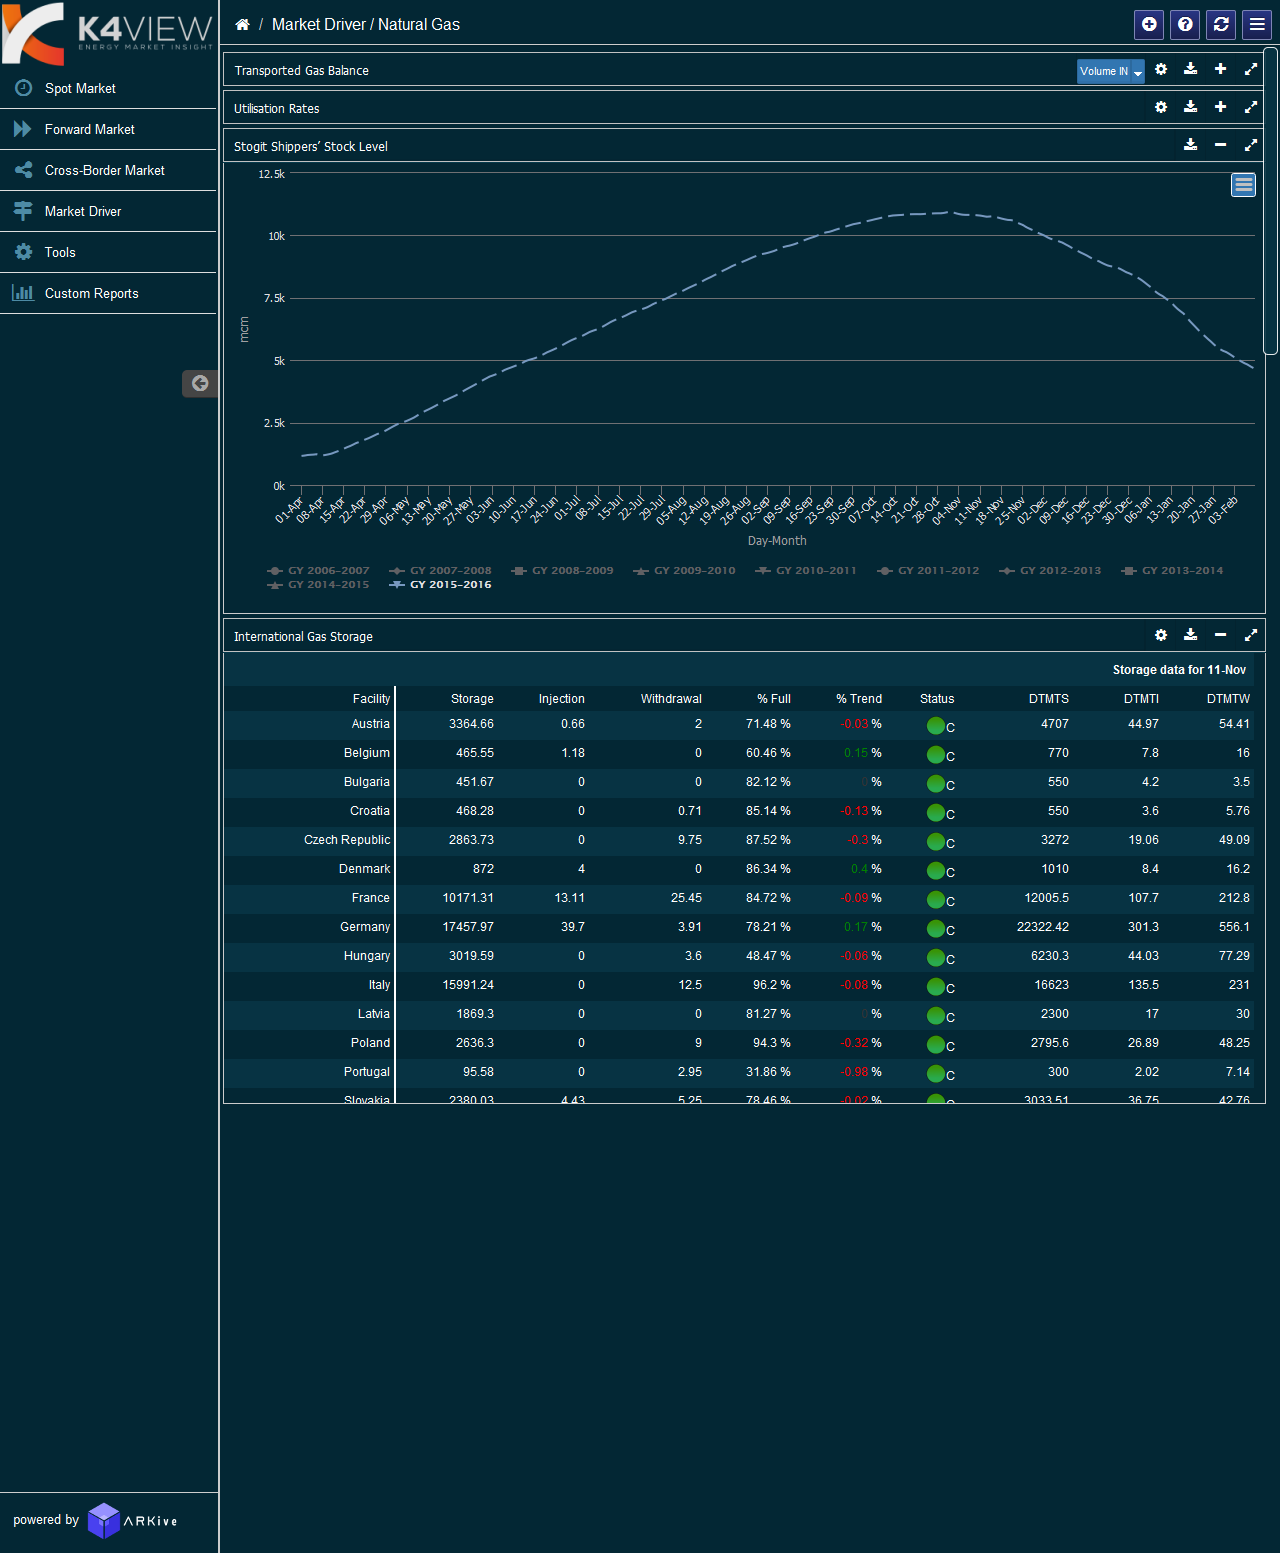 K4VIEW
ENERGY MARKET INSIGHT
/ Market Driver / Natural Gas
Spot Market
Forward Market
Cross-Border Market
Market Driver
Tools
Custom Reports
Transported Gas Balance
Volume IN
Utilisation Rates
Stogit Shippers' Stock Level
12.5k
10k
7.5k
5k
2.5k
0k
mcm
01-Apr 08-Apr 15-Apr 22-Apr 29-Apr 06-May 13-May 20-May 27-May 03-Jun 10-Jun 17-Jun 24-Jun 01-Jul 08-Jul 15-Jul 22-Jul 29-Jul 05-Aug 12-Aug 19-Aug 26-Aug 02-Sep 09-Sep 16-Sep 23-Sep 30-Sep 07-Oct 14-Oct 21-Oct 28-Oct 04-Nov 11-Nov 18-Nov 25-Nov 02-Dec 09-Dec 16-Dec 23-Dec 30-Dec 06-Jan 13-Jan 20-Jan 27-Jan 03-Feb
Day-Month
GY 2006-2007 GY 2007-2008 GY 2008-2009 GY 2009-2010 GY 2010-2011 GY 2011-2012 GY 2012-2013 GY 2013-2014
GY 2014-2015 GY 2015-2016
International Gas Storage
Storage data for 11-Nov
Facility Storage Injection Withdrawal % Full % Trend Status DTMTS DTMTI DTMTW
Austria 3364.66 0.66 2 71.48 % -0.03 % C 4707 44.97 54.41
Belgium 465.55 1.18 0 60.46 % 0.15 % C 770 7.8 16
Bulgaria 451.67 0 0 82.12 % 0 % C 550 4.2 3.5
Croatia 468.28 0 0.71 85.14 % -0.13 % C 550 3.6 5.76
Czech Republic 2863.73 0 9.75 87.52 % -0.3 % C 3272 19.06 49.09
Denmark 872 4 0 86.34 % 0.4 % C 1010 8.4 16.2
France 10171.31 13.11 25.45 84.72 % -0.09 % C 12005.5 107.7 212.8
Germany 17457.97 39.7 3.91 78.21 % 0.17 % C 22322.42 301.3 556.1
Hungary 3019.59 0 3.6 48.47 % -0.06 % C 6230.3 44.03 77.29
Italy 15991.24 0 12.5 96.2 % -0.08 % C 16623 135.5 231
Latvia 1869.3 0 0 81.27 % 0 % C 2300 17 30
Poland 2636.3 0 9 94.3 % -0.32 % C 2795.6 26.89 48.25
Portugal 95.58 0 2.95 31.86 % -0.98 % C 300 2.02 7.14
Slovakia 2380.03 4.43 5.25 78.46 % -0.02 % C 3033.51 36.75 42.76
powered by ARKive